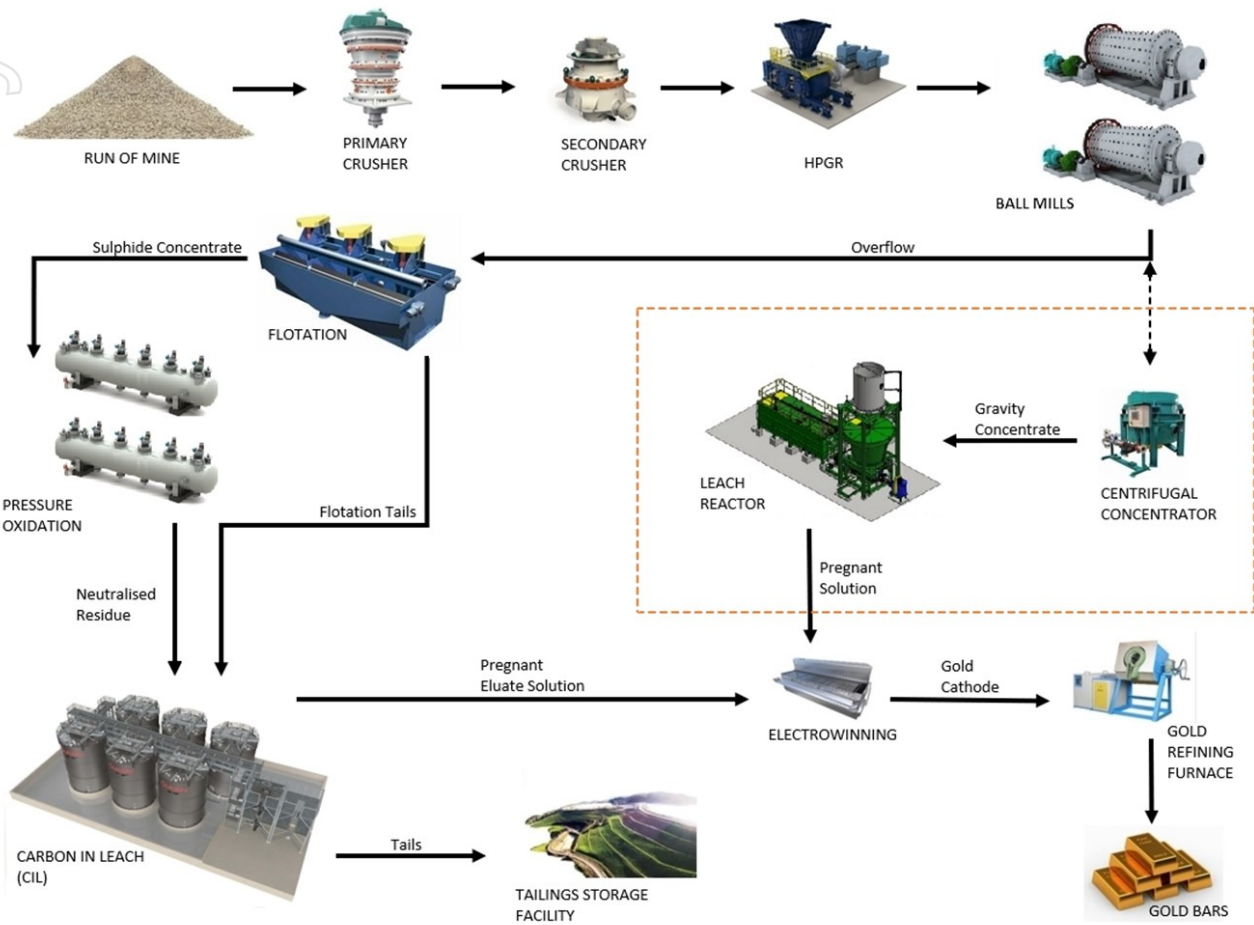 RUN OF MINE
PRIMARY
CRUSHER
SECONDARY
CRUSHER
HPGR
BALL MILLS
Sulphide Concentrate
Overflow
FLOTATION
Gravity
Concentrate
LEACH
REACTOR
CENTRIFUGAL
CONCENTRATOR
PRESSURE
OXIDATION
Flotation Tails
Pregnant
Solution
Neutralised
Residue
Pregnant
Eluate Solution
Gold
Cathode
ELECTROWINNING
GOLD
REFINING
FURNACE
CARBON IN LEACH
(CIL)
Tails
TAILINGS STORAGE
FACILITY
GOLD BARS